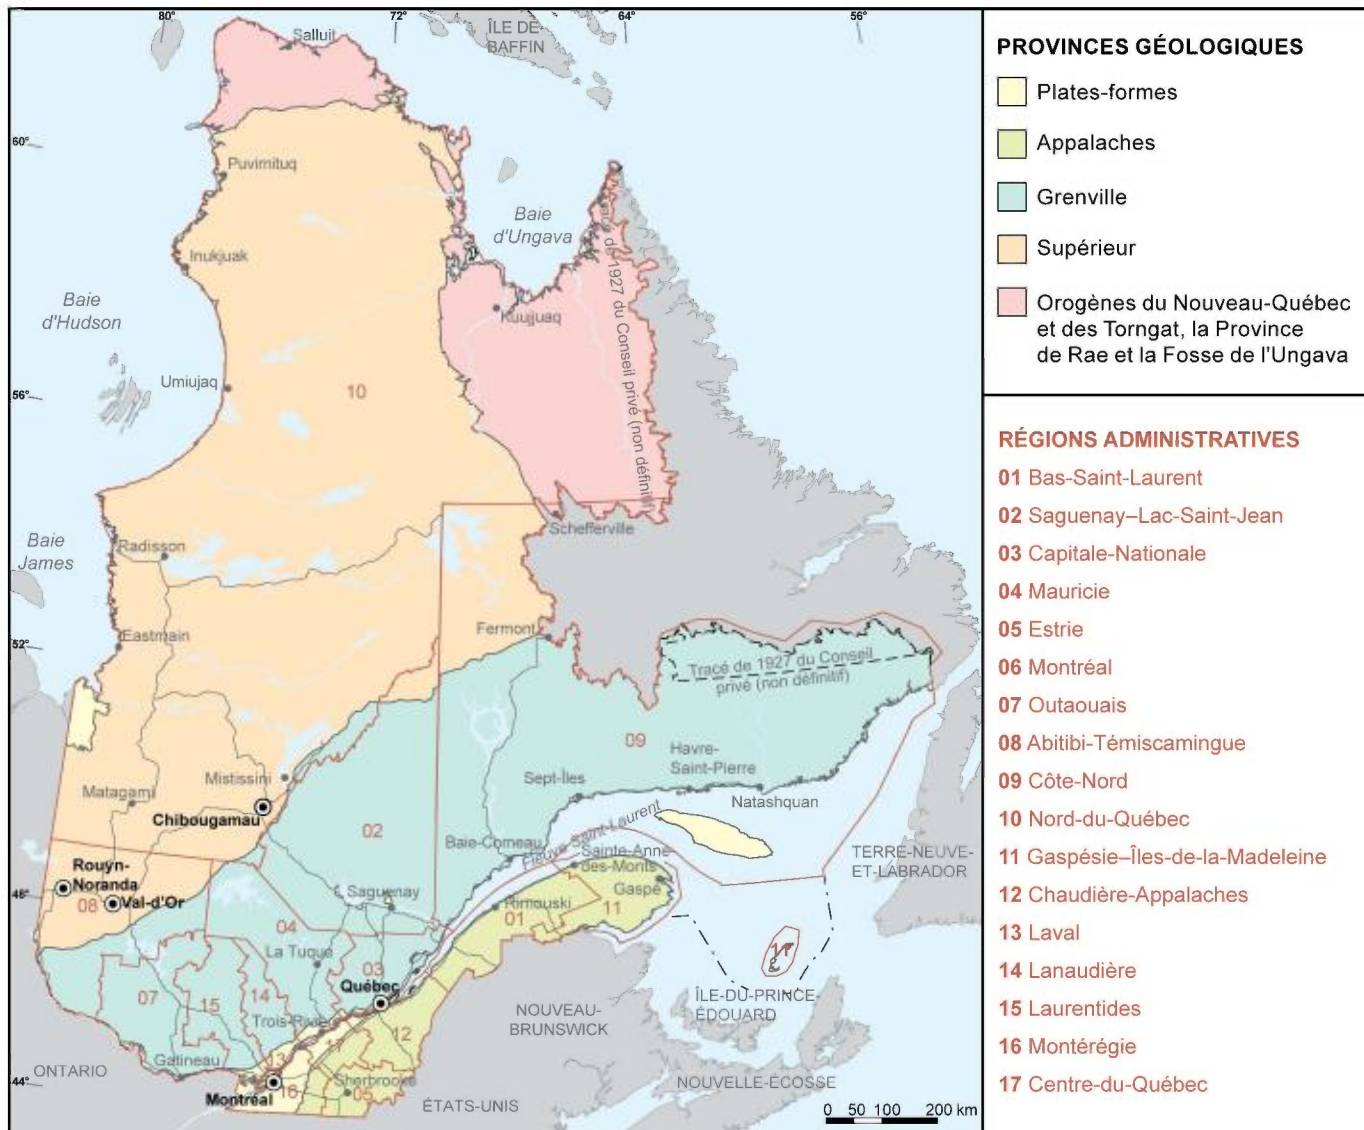 80°
72°
64°
56°
60°
56°
52°
48°
44°
Salluit
ÎLE DE
BAFFIN
Puvirnituq
Baie
d'Ungava
Inukjuak
Baie
d'Hudson
Kuujjuaq
Tracé de 1927 du Conseil privé (non définitif)
Umiujaq
10
Schefferville
Baie
James
Radisson
Eastmain
Fermont
Tracé de 1927 du Conseil
privé (non définitif)
09
Havre-
Saint-Pierre
Mistissini
Sept-Îles
Matagami
Natashquan
Chibougamau
02
Baie-Comeau
Fleuve Saint-Laurent
Sainte-Anne-
des-Monts
TERRE-NEUVE-
ET-LABRADOR
Rouyn-
Noranda
Gaspé
Saguenay
08
Val-d'Or
Rimouski
01
11
04
La Tuque
03
07
15
14
Québec
ÎLE-DU-PRINCE-
ÉDOUARD
NOUVEAU-
BRUNSWICK
Trois-Rivières
12
17
Gatineau
13
ONTARIO
Sherbrooke
NOUVELLE-ÉCOSSE
Montréal
16
05
ÉTATS-UNIS
0 50 100 200 km
PROVINCES GÉOLOGIQUES
Plates-formes
Appalaches
Grenville
Supérieur
Orogènes du Nouveau-Québec
et des Torngat, la Province
de Rae et la Fosse de l'Ungava
RÉGIONS ADMINISTRATIVES
01 Bas-Saint-Laurent
02 Saguenay–Lac-Saint-Jean
03 Capitale-Nationale
04 Mauricie
05 Estrie
06 Montréal
07 Outaouais
08 Abitibi-Témiscamingue
09 Côte-Nord
10 Nord-du-Québec
11 Gaspésie–Îles-de-la-Madeleine
12 Chaudière-Appalaches
13 Laval
14 Lanaudière
15 Laurentides
16 Montérégie
17 Centre-du-Québec